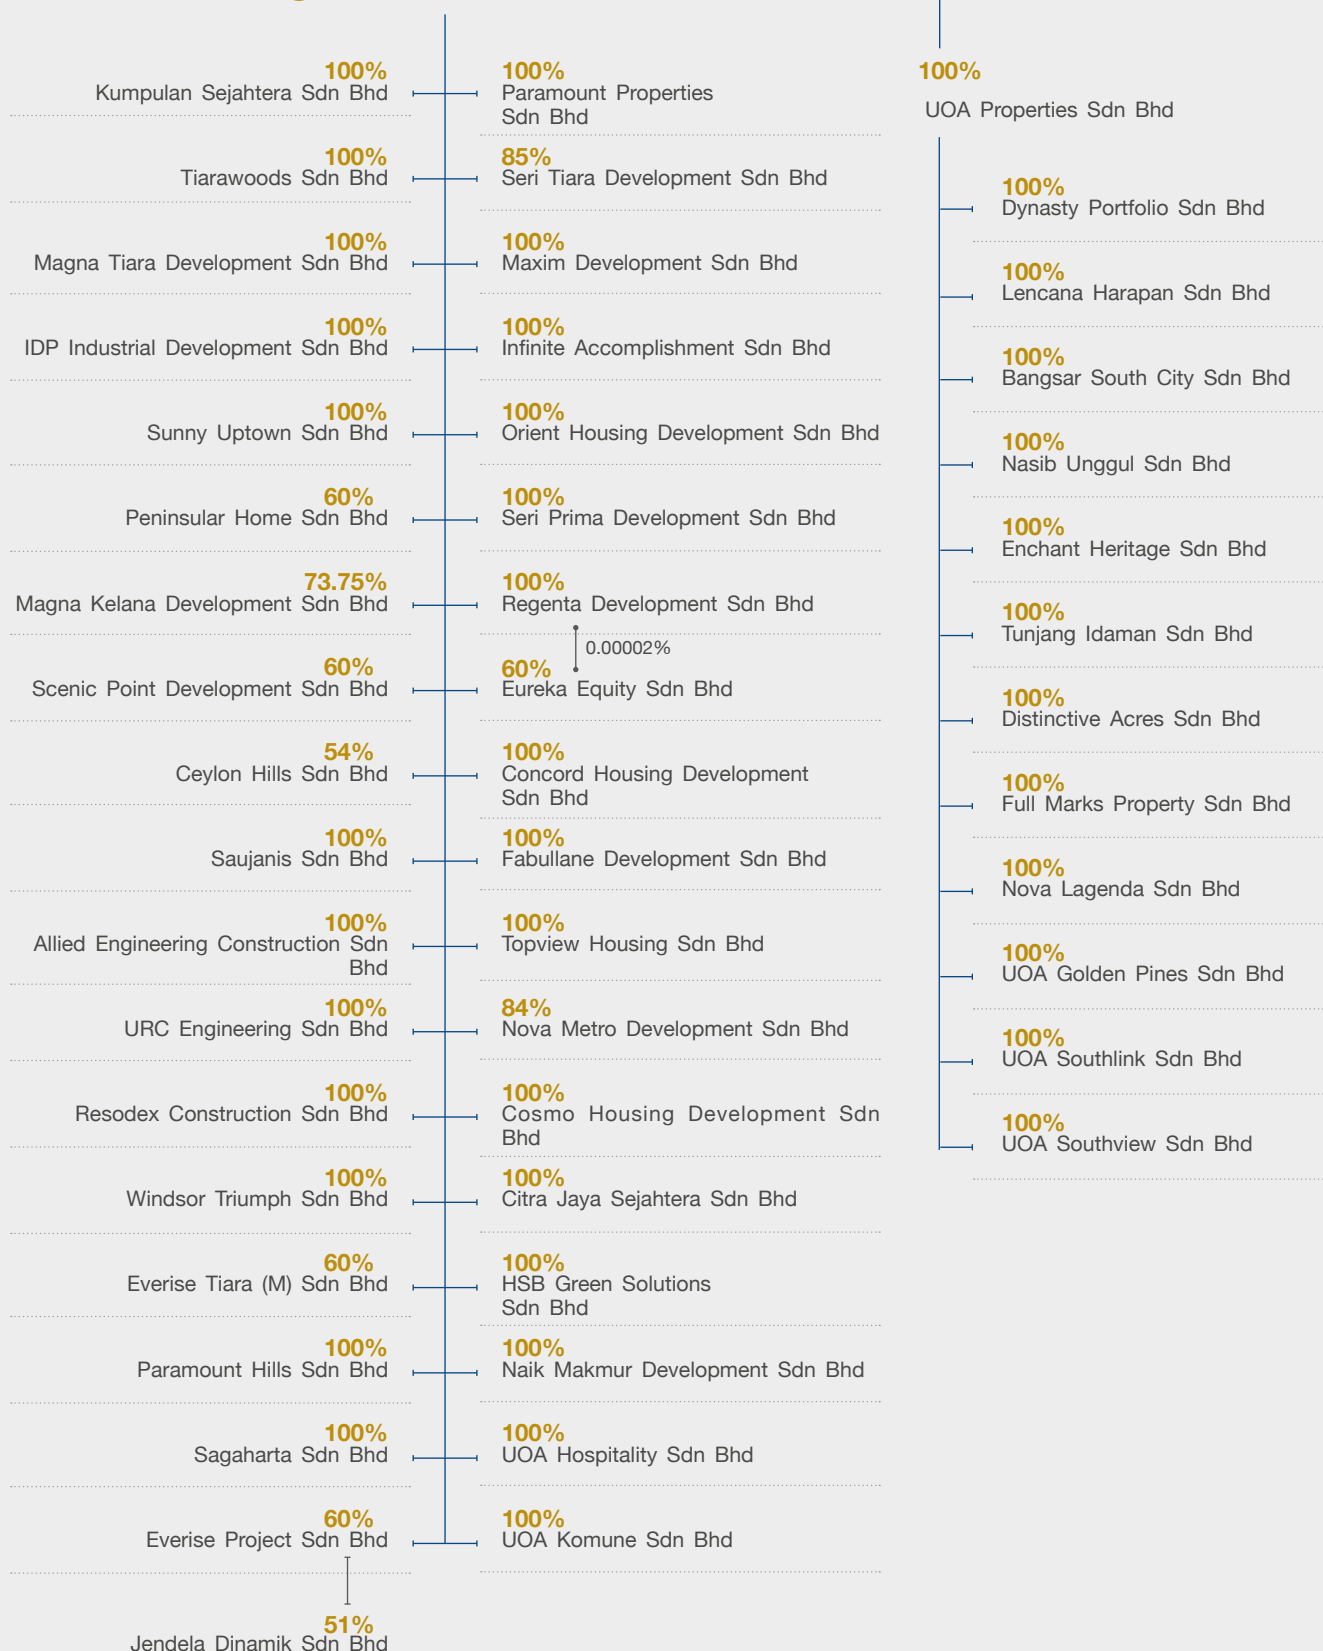 100%
Kumpulan Sejahtera Sdn Bhd
100%
Tiarawoods Sdn Bhd
100%
Magna Tiara Development Sdn Bhd
100%
IDP Industrial Development Sdn Bhd
100%
Sunny Uptown Sdn Bhd
60%
Peninsular Home Sdn Bhd
73.75%
Magna Kelana Development Sdn Bhd
60%
Scenic Point Development Sdn Bhd
54%
Ceylon Hills Sdn Bhd
100%
Saujanis Sdn Bhd
100%
Allied Engineering Construction Sdn
Bhd
100%
URC Engineering Sdn Bhd
100%
Resodex Construction Sdn Bhd
100%
Windsor Triumph Sdn Bhd
60%
Everise Tiara (M) Sdn Bhd
100%
Paramount Hills Sdn Bhd
100%
Sagaharta Sdn Bhd
60%
Everise Project Sdn Bhd
51%
Jendela Dinamik Sdn Bhd
100%
Paramount Properties
Sdn Bhd
85%
Seri Tiara Development Sdn Bhd
100%
Maxim Development Sdn Bhd
100%
Infinite Accomplishment Sdn Bhd
100%
Orient Housing Development Sdn Bhd
100%
Seri Prima Development Sdn Bhd
100%
Regenta Development Sdn Bhd
0.00002%
60%
Eureka Equity Sdn Bhd
100%
Concord Housing Development
Sdn Bhd
100%
Fabullane Development Sdn Bhd
100%
Topview Housing Sdn Bhd
84%
Nova Metro Development Sdn Bhd
100%
Cosmo Housing Development Sdn
Bhd
100%
Citra Jaya Sejahtera Sdn Bhd
100%
HSB Green Solutions
Sdn Bhd
100%
Naik Makmur Development Sdn Bhd
100%
UOA Hospitality Sdn Bhd
100%
UOA Komune Sdn Bhd
100%
UOA Properties Sdn Bhd
100%
Dynasty Portfolio Sdn Bhd
100%
Lencana Harapan Sdn Bhd
100%
Bangsar South City Sdn Bhd
100%
Nasib Unggul Sdn Bhd
100%
Enchant Heritage Sdn Bhd
100%
Tunjang Idaman Sdn Bhd
100%
Distinctive Acres Sdn Bhd
100%
Full Marks Property Sdn Bhd
100%
Nova Lagenda Sdn Bhd
100%
UOA Golden Pines Sdn Bhd
100%
UOA Southlink Sdn Bhd
100%
UOA Southview Sdn Bhd